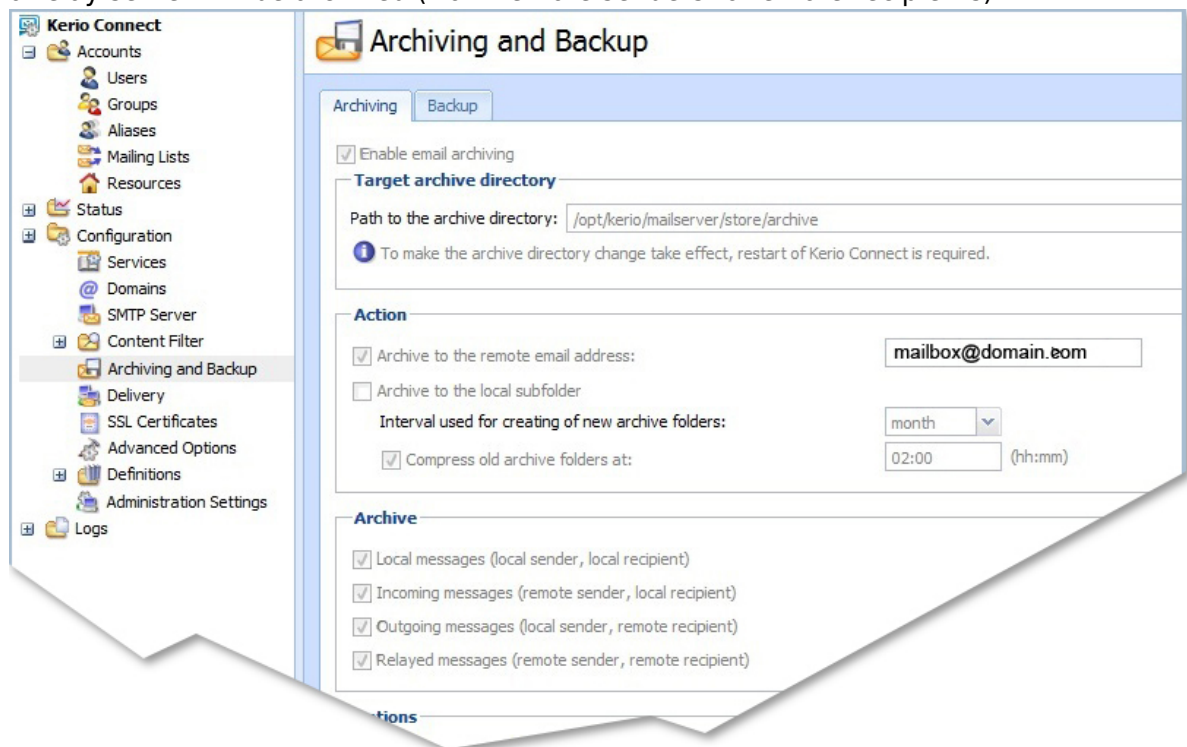 Kerio Connect
Accounts
Users
Groups
Aliases
Mailing Lists
Resources
Status
Configuration
Services
Domains
SMTP Server
Content Filter
Archiving and Backup
Delivery
SSL Certificates
Advanced Options
Definitions
Administration Settings
Logs
Archiving and Backup
Archiving Backup
Enable email archiving
Target archive directory
Path to the archive directory: /opt/kerio/mailserver/store/archive
To make the archive directory change take effect, restart of Kerio Connect is required.
Action
Archive to the remote email address: mailbox@domain.com
Archive to the local subfolder
Interval used for creating of new archive folders: month
Compress old archive folders at: 02:00 (hh:mm)
Archive
Local messages (local sender, local recipient)
Incoming messages (remote sender, local recipient)
Outgoing messages (local sender, remote recipient)
Relayed messages (remote sender, remote recipient)